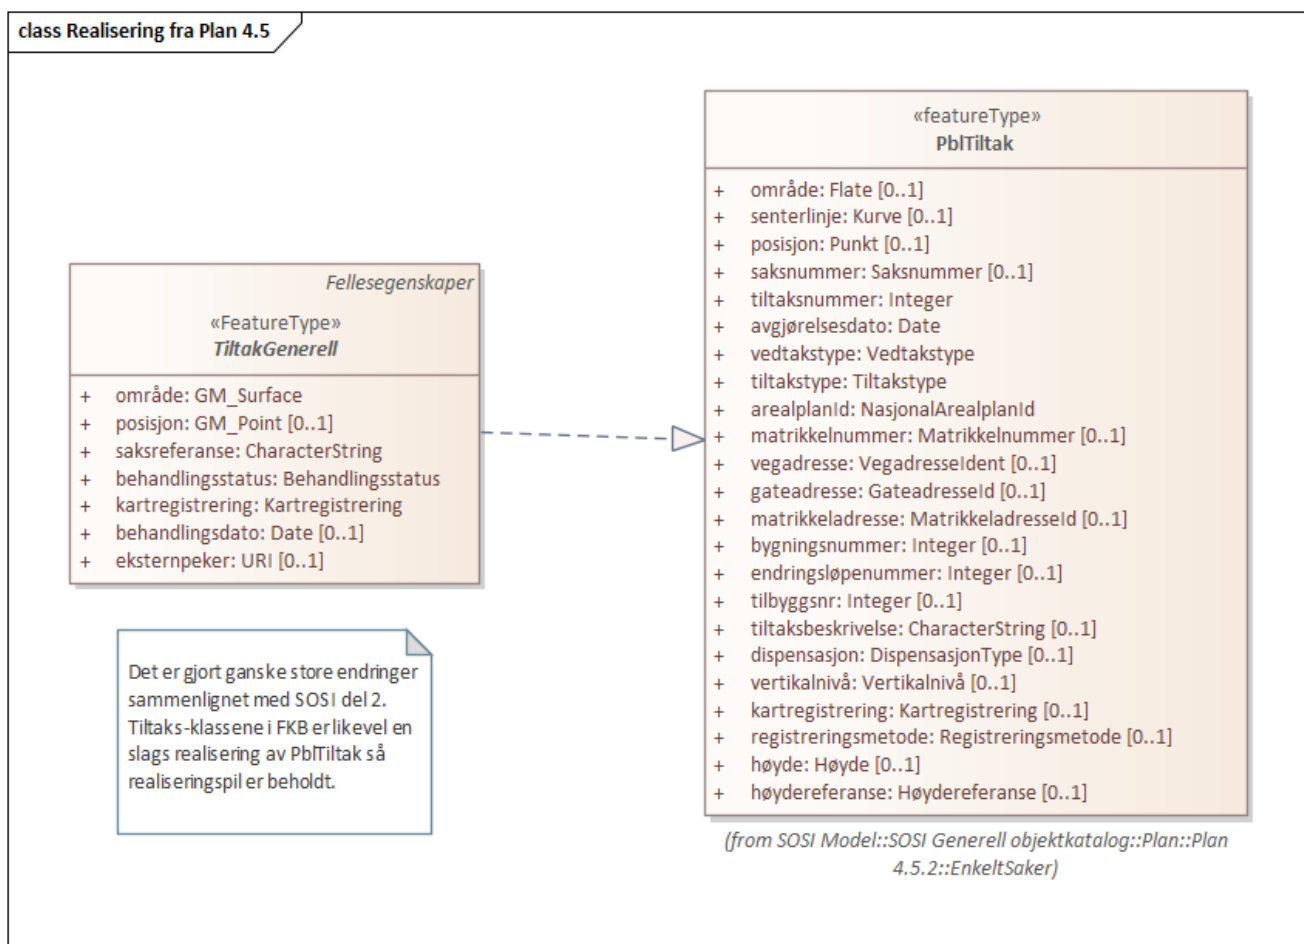 class Realisering fra Plan 4.5
«featureType»
PblTiltak
+ område: Flate [0..1]
+ senterlinje: Kurve [0..1]
+ posisjon: Punkt [0..1]
+ saksnummer: Saksnummer [0..1]
+ tiltaksnummer: Integer
+ avgjørelsesdato: Date
+ vedtakstype: Vedtakstype
+ tiltakstype: Tiltakstype
+ arealplanId: NasjonalArealplanId
+ matrikkelnummer: Matrikkelnummer [0..1]
+ vegadresse: VegadresseIdent [0..1]
+ gateadresse: GateadresseId [0..1]
+ matrikkeladresse: MatrikkeladresseId [0..1]
+ bygningsnummer: Integer [0..1]
+ endringsløpenummer: Integer [0..1]
+ tilbyggsnr: Integer [0..1]
+ tiltaksbeskrivelse: CharacterString [0..1]
+ dispensasjon: DispensasjonType [0..1]
+ vertikalnivå: Vertikalnivå [0..1]
+ kartregistrering: Kartregistrering [0..1]
+ registreringsmetode: Registreringsmetode [0..1]
+ høyde: Høyde [0..1]
+ høydereferanse: Høydereferanse [0..1]
(from SOSI Model::SOSI Generell objektkatalog::Plan::Plan
4.5.2::EnkeltSaker)
Fellesegenskaper
«FeatureType»
TiltakGenerell
+ område: GM_Surface
+ posisjon: GM_Point [0..1]
+ saksreferanse: CharacterString
+ behandlingsstatus: Behandlingsstatus
+ kartregistrering: Kartregistrering
+ behandlingsdato: Date [0..1]
+ eksternpeker: URI [0..1]
Det er gjort ganske store endringer
sammenlignet med SOSI del 2.
Tiltaks-klassene i FKB er likevel en
slags realisering av PblTiltak så
realiseringspil er beholdt.